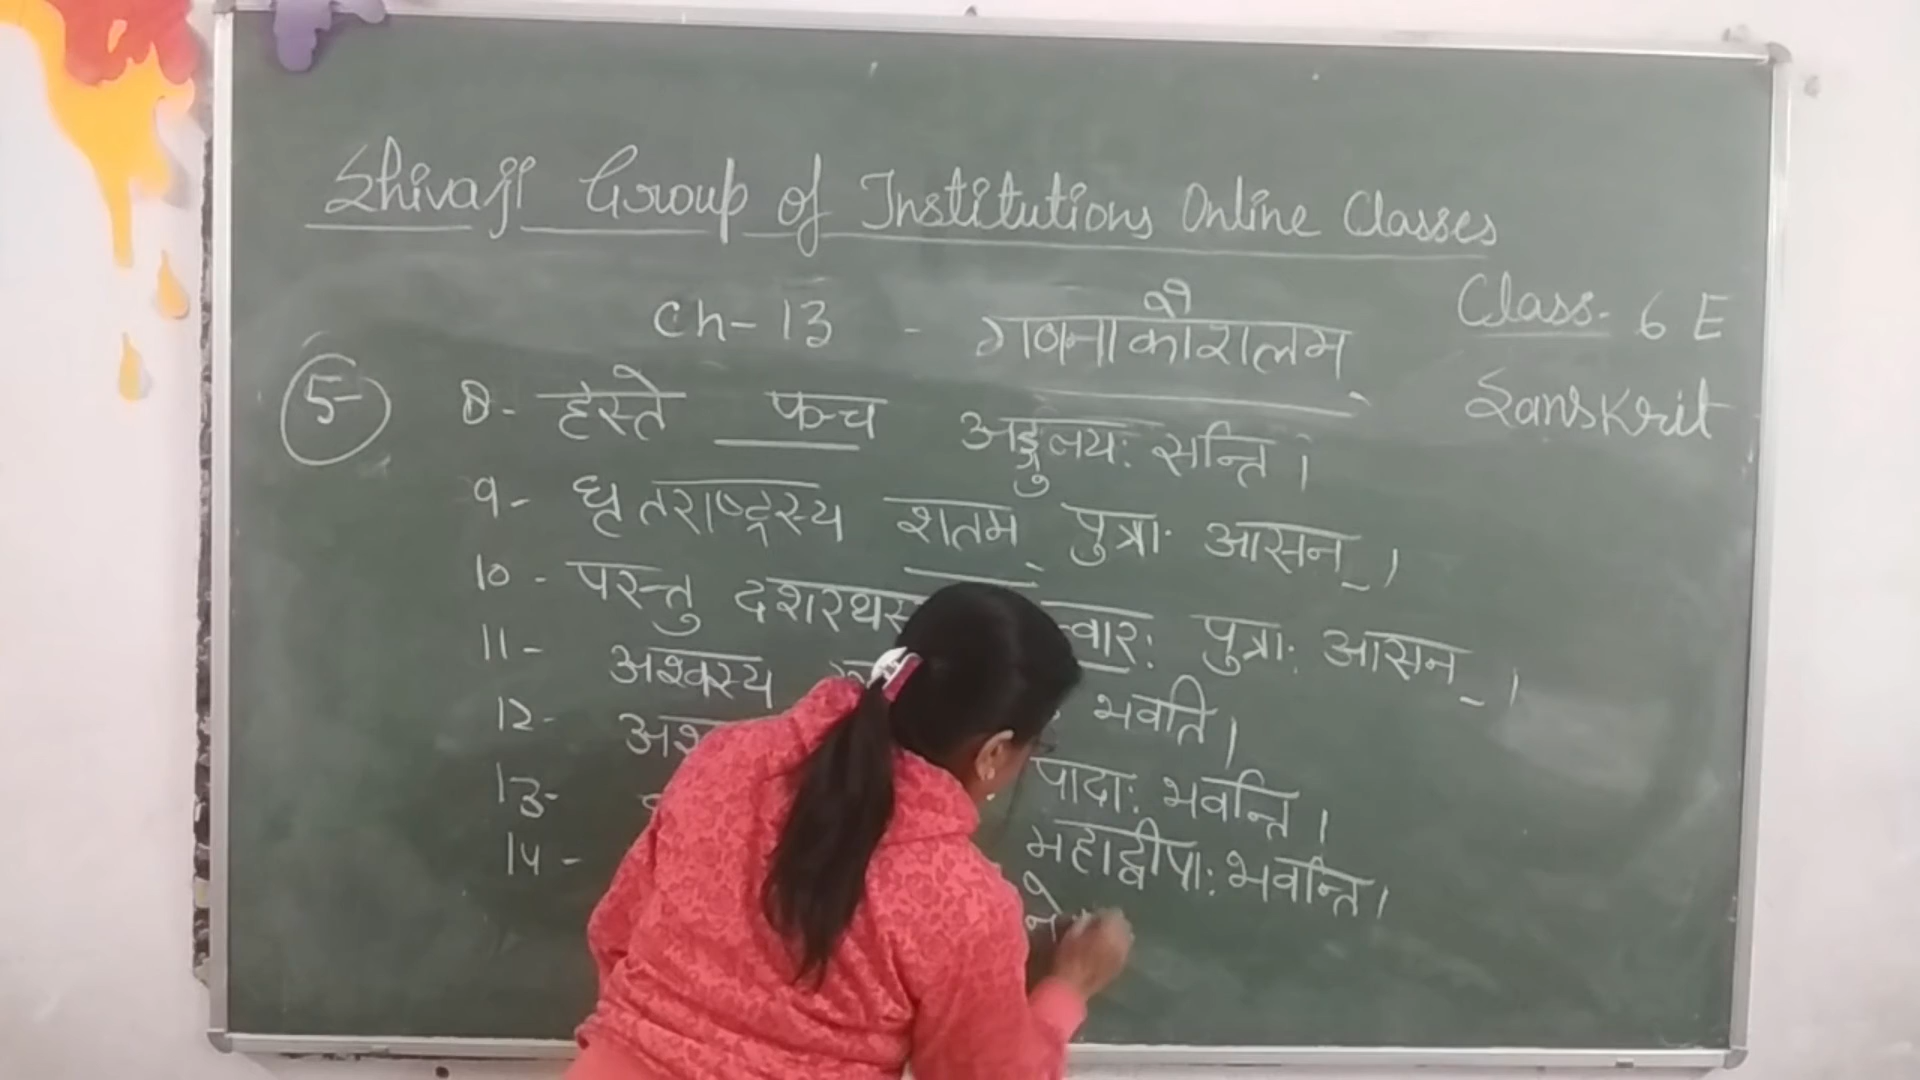 Shivaji Group of Institutions Online Classes
Class- 6 E
Ch-13 - गणनाकौशलम्
Sanskrit
5
8- हस्ते पञ्च अङ्गुलयः सन्ति।
9- धृतराष्ट्रस्य शतम् पुत्राः आसन्।
10- परन्तु पुत्राः आसन्।
11- अश्वस्य भवति।
12- पादाः भवन्ति।
13- महाद्वीपाः भवन्ति।
14-